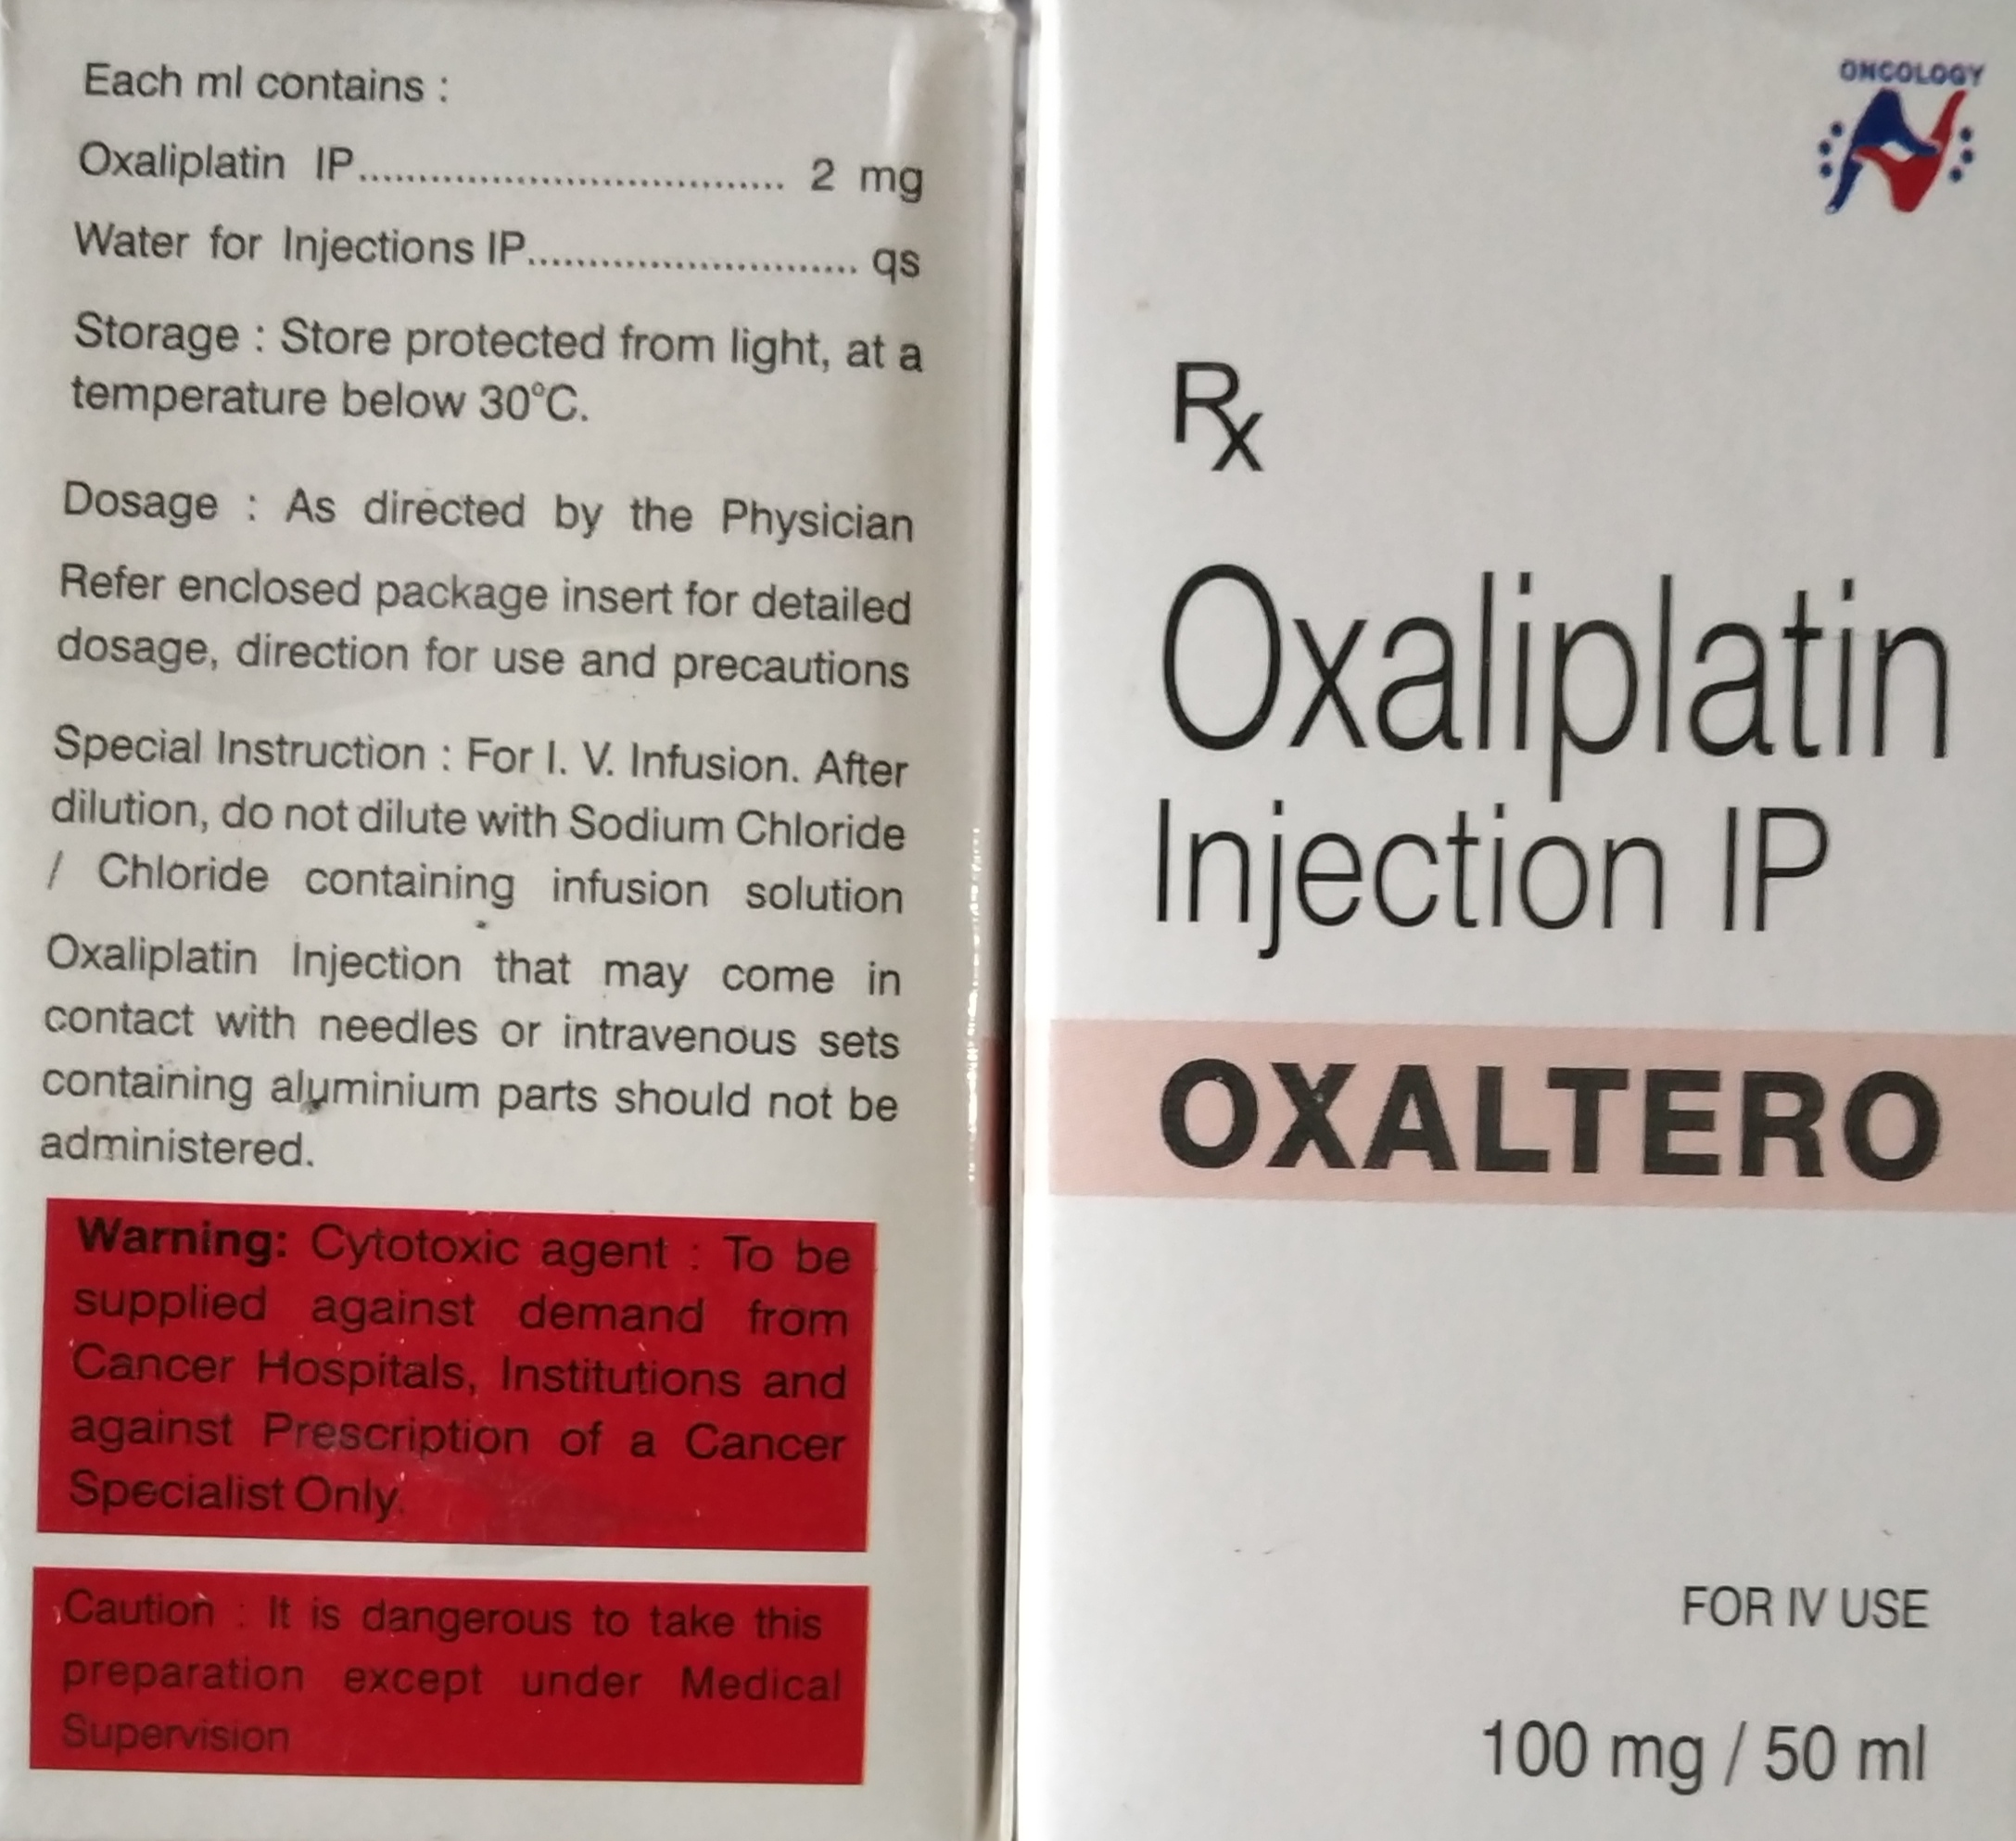 Each ml contains :
Oxaliplatin IP................................... 2 mg
Water for Injections IP........................... qs
Storage : Store protected from light, at a
temperature below 30°C.
Dosage : As directed by the Physician
Refer enclosed package insert for detailed
dosage, direction for use and precautions
Special Instruction : For I. V. Infusion. After
dilution, do not dilute with Sodium Chloride
/ Chloride containing infusion solution
Oxaliplatin Injection that may come in
contact with needles or intravenous sets
containing aluminium parts should not be
administered.
Warning: Cytotoxic agent : To be
supplied against demand from
Cancer Hospitals, Institutions and
against Prescription of a Cancer
Specialist Only.
Caution : It is dangerous to take this
preparation except under Medical
Supervision
ONCOLOGY
Rx
Oxaliplatin
Injection IP
OXALTERO
FOR IV USE
100 mg / 50 ml